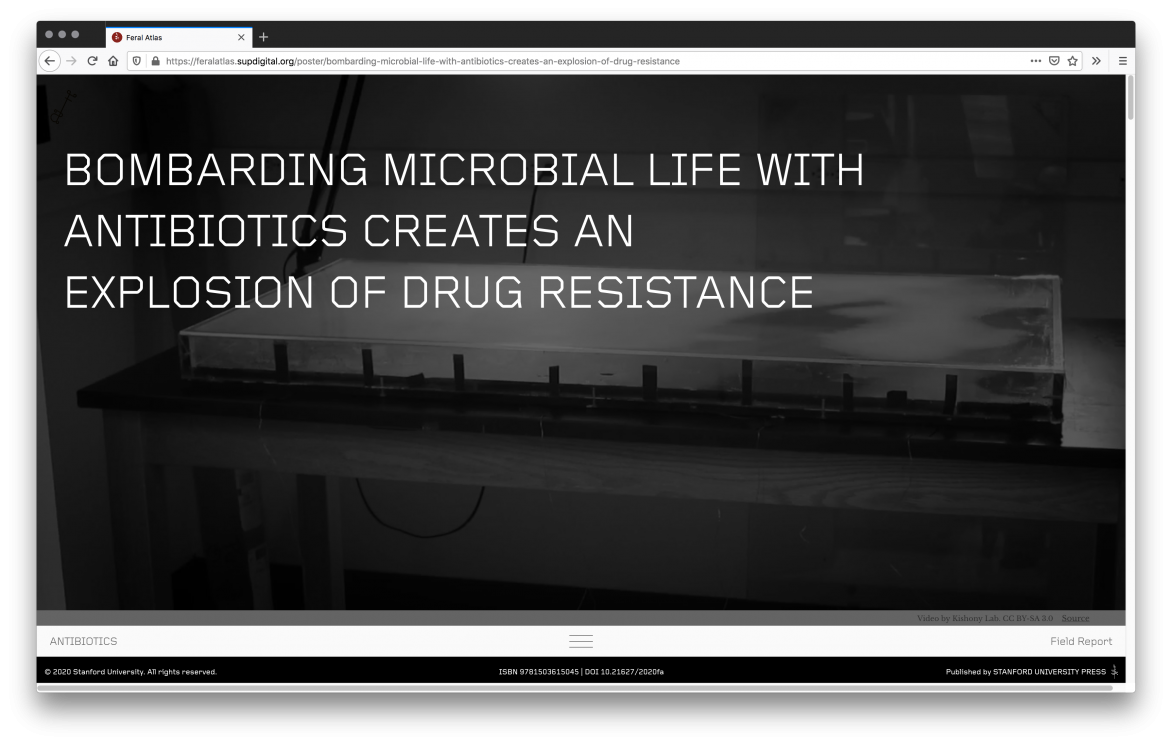 Feral Atlas
https://feralatlas.supdigital.org/poster/bombarding-microbial-life-with-antibiotics-creates-an-explosion-of-drug-resistance
BOMBARDING MICROBIAL LIFE WITH
ANTIBIOTICS CREATES AN
EXPLOSION OF DRUG RESISTANCE
Video by Kishony Lab. CC BY-SA 3.0 Source
ANTIBIOTICS
Field Report
© 2020 Stanford University. All rights reserved.
ISBN 9781503615045 | DOI 10.21627/2020fa
Published by STANFORD UNIVERSITY PRESS